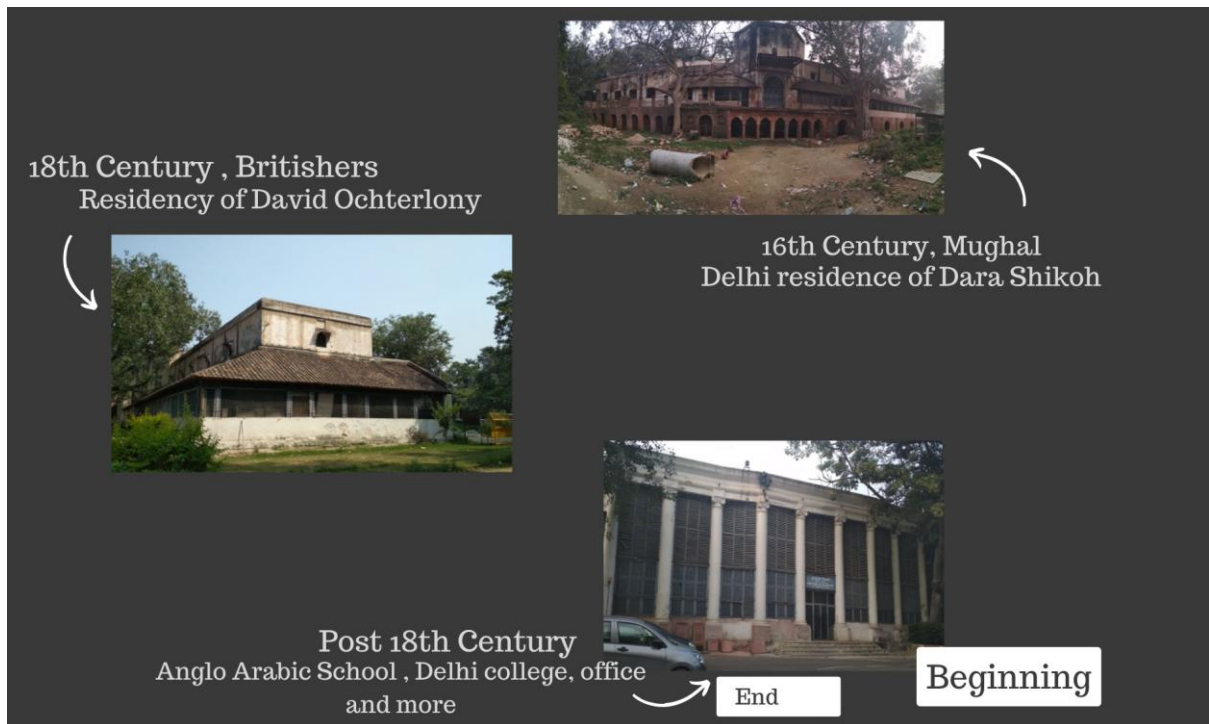 18th Century , Britishers
Residency of David Ochterlony
16th Century, Mughal
Delhi residence of Dara Shikoh
Post 18th Century
Anglo Arabic School , Delhi college, office
and more
End
Beginning